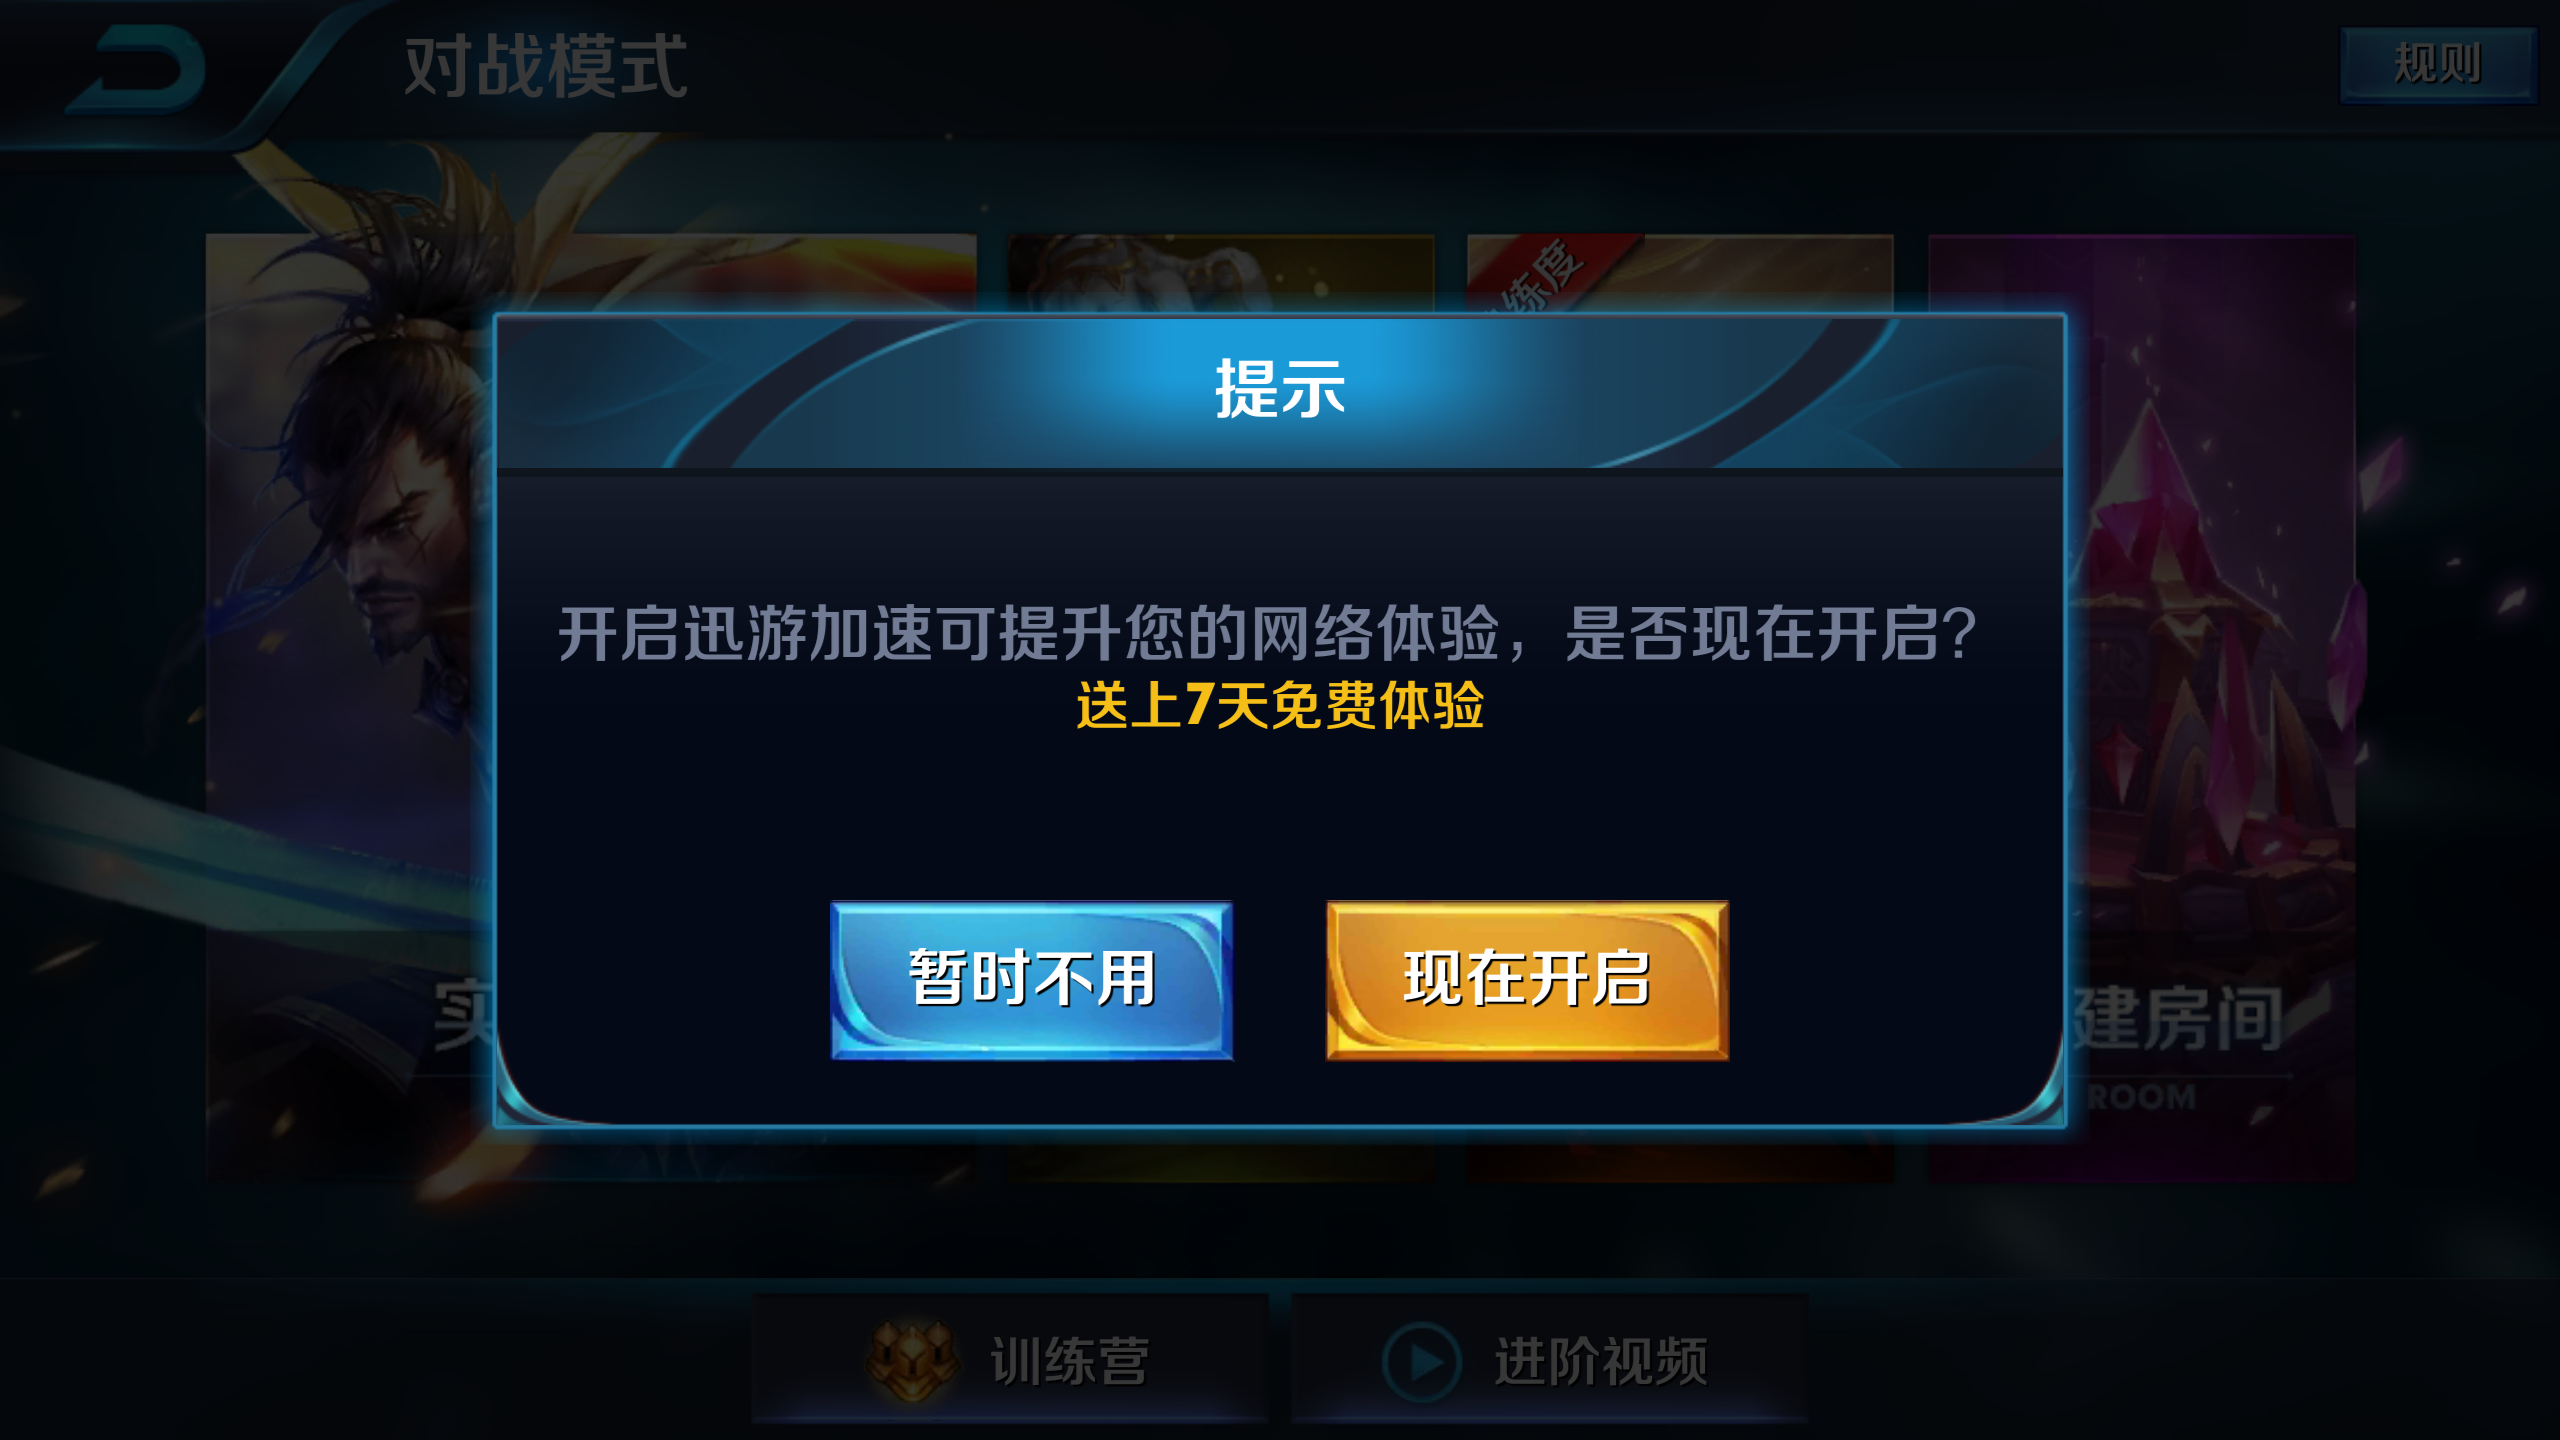 对战模式
规则
练度
提示
开启迅游加速可提升您的网络体验，是否现在开启？
送上7天免费体验
暂时不用
现在开启
实
建房间
ROOM
训练营
进阶视频